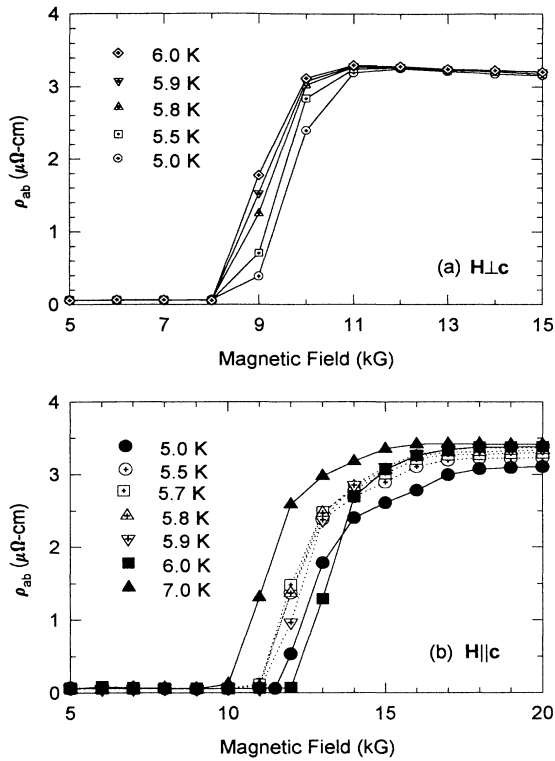 4
3
2
1
0
ρab (μΩ-cm)
6.0 K
5.9 K
5.8 K
5.5 K
5.0 K
(a) H⊥c
5 7 9 11 13 15
Magnetic Field (kG)
4
3
2
1
0
ρab (μΩ-cm)
5.0 K
5.5 K
5.7 K
5.8 K
5.9 K
6.0 K
7.0 K
(b) H||c
5 10 15 20
Magnetic Field (kG)